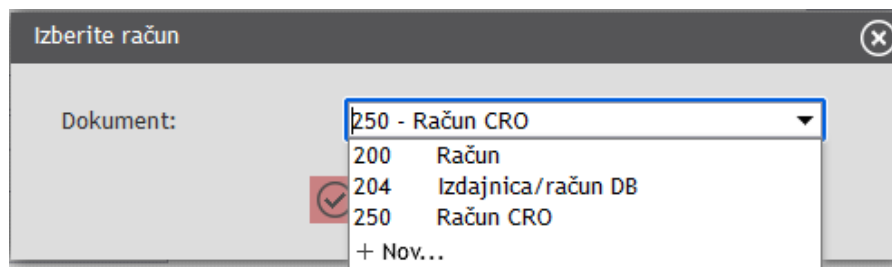 Izberite račun
Dokument:
250 - Račun CRO
200 Račun
204 Izdajnica/račun DB
250 Račun CRO
+ Nov...